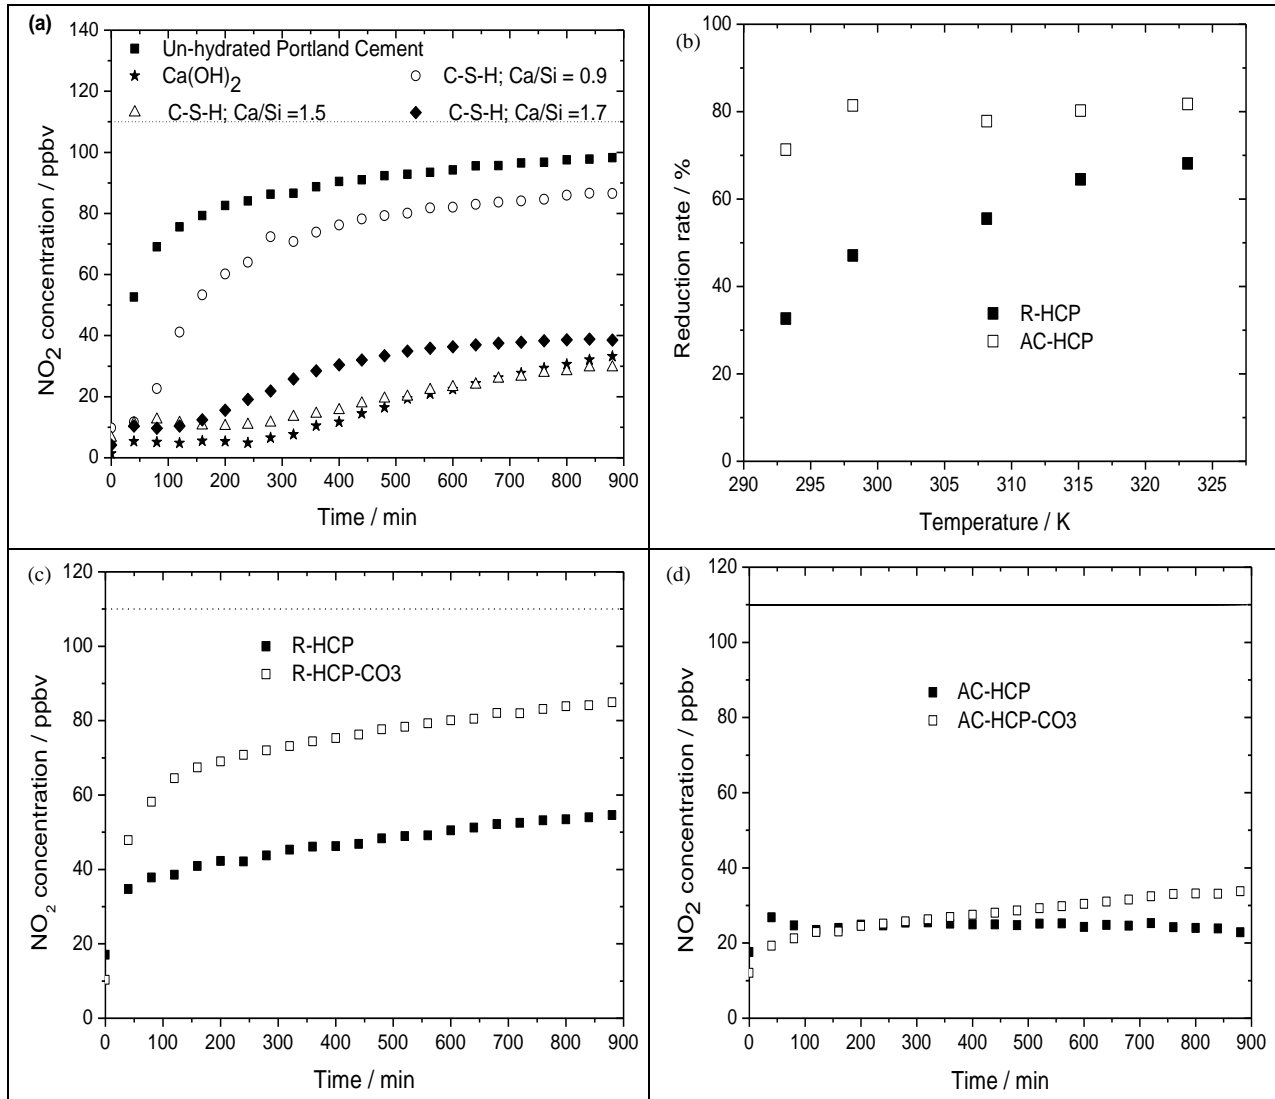 (a)
140
120
100
80
60
40
20
0
NO2 concentration / ppbv
Un-hydrated Portland Cement
Ca(OH)2
C-S-H; Ca/Si = 0.9
C-S-H; Ca/Si =1.5
C-S-H; Ca/Si =1.7
0 100 200 300 400 500 600 700 800 900
Time / min
(b)
100
80
60
40
20
0
Reduction rate / %
R-HCP
AC-HCP
290 295 300 305 310 315 320 325
Temperature / K
(c)
120
100
80
60
40
20
0
NO2 concentration / ppbv
R-HCP
R-HCP-CO3
0 100 200 300 400 500 600 700 800 900
Time / min
(d)
120
100
80
60
40
20
0
NO2 concentration / ppbv
AC-HCP
AC-HCP-CO3
0 100 200 300 400 500 600 700 800 900
Time / min